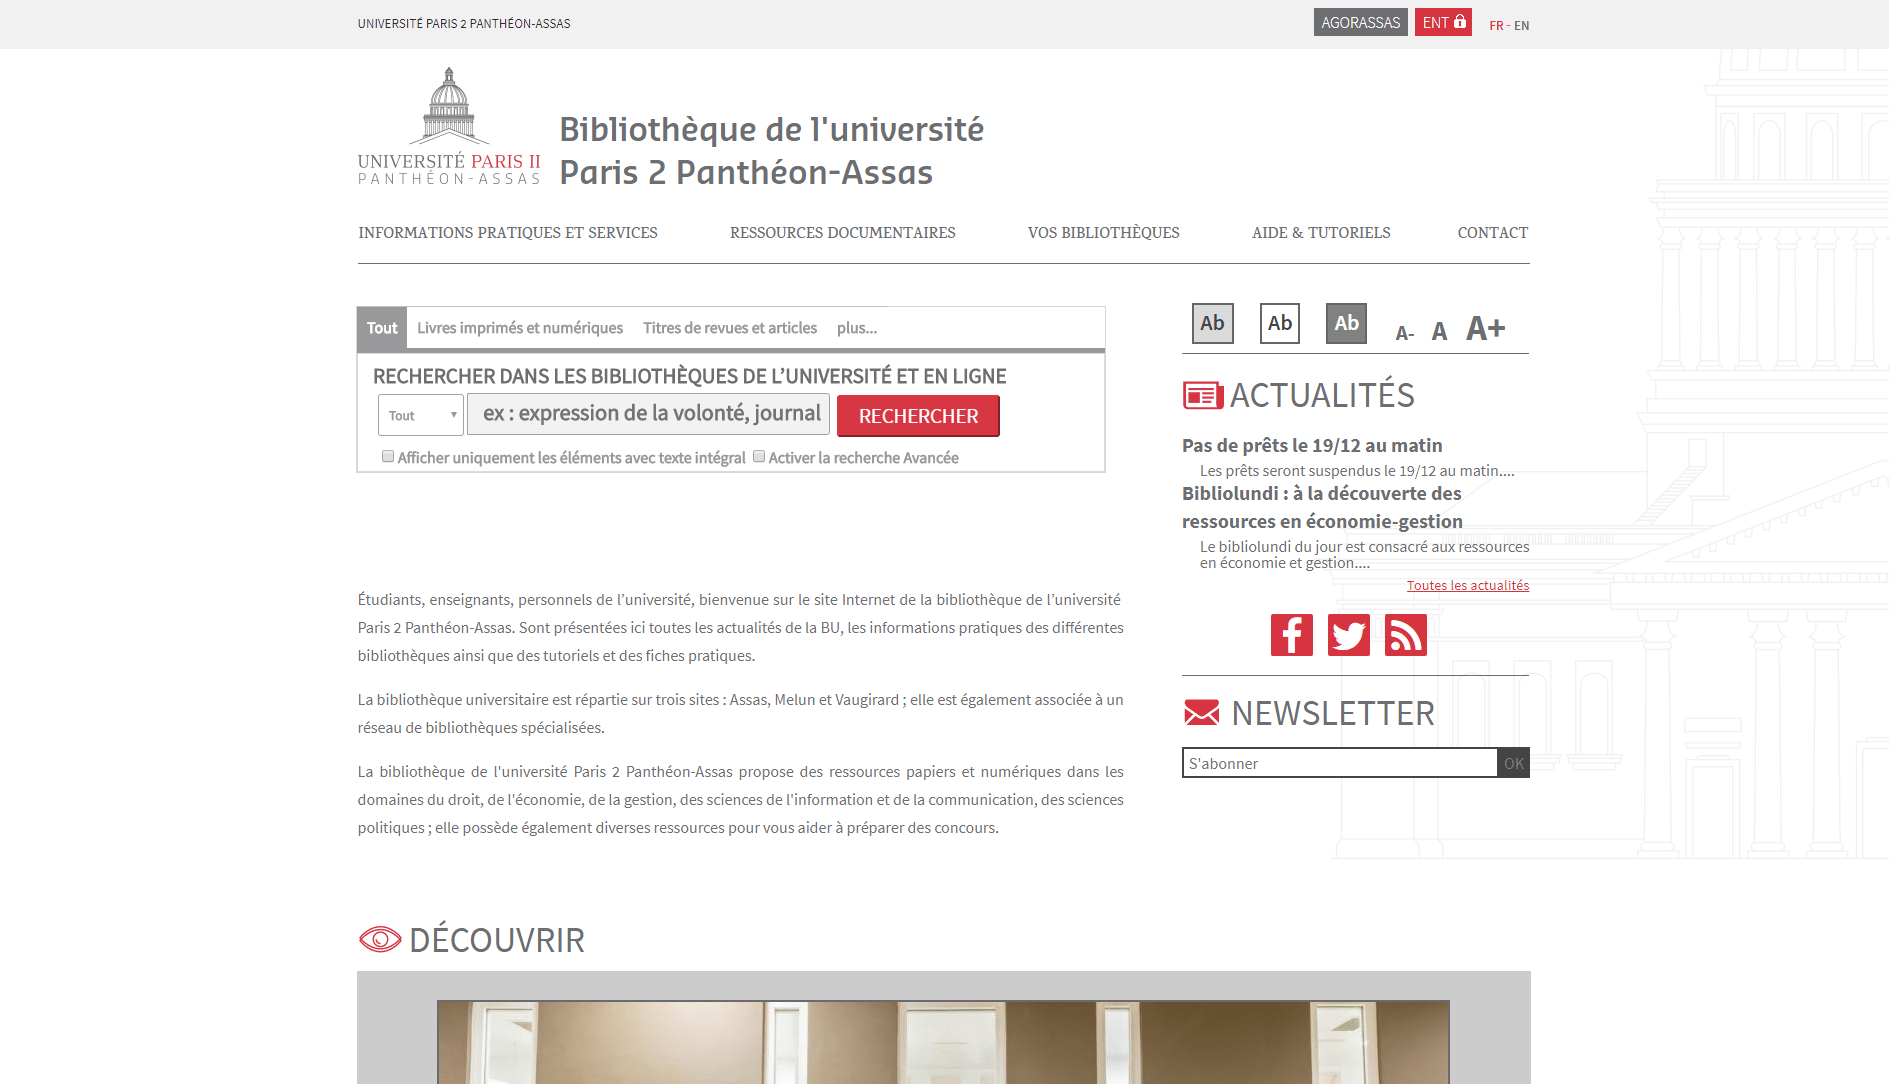 UNIVERSITÉ PARIS 2 PANTHÉON-ASSAS
AGORASSAS ENT FR - EN
UNIVERSITÉ PARIS II
PANTHÉON-ASSAS
Bibliothèque de l'université
Paris 2 Panthéon-Assas
INFORMATIONS PRATIQUES ET SERVICES RESSOURCES DOCUMENTAIRES VOS BIBLIOTHÈQUES AIDE & TUTORIELS CONTACT
Tout Livres imprimés et numériques Titres de revues et articles plus...
RECHERCHER DANS LES BIBLIOTHÈQUES DE L’UNIVERSITÉ ET EN LIGNE
Tout ex : expression de la volonté, journal RECHERCHER
Afficher uniquement les éléments avec texte intégral Activer la recherche Avancée
Ab Ab Ab A- A A+
ACTUALITÉS
Pas de prêts le 19/12 au matin
Les prêts seront suspendus le 19/12 au matin....
Bibliolundi : à la découverte des
ressources en économie-gestion
Le bibliolundi du jour est consacré aux ressources
en économie et gestion....
Toutes les actualités
NEWSLETTER
S'abonner OK
Étudiants, enseignants, personnels de l’université, bienvenue sur le site Internet de la bibliothèque de l’université
Paris 2 Panthéon-Assas. Sont présentées ici toutes les actualités de la BU, les informations pratiques des différentes
bibliothèques ainsi que des tutoriels et des fiches pratiques.
La bibliothèque universitaire est répartie sur trois sites : Assas, Melun et Vaugirard ; elle est également associée à un
réseau de bibliothèques spécialisées.
La bibliothèque de l'université Paris 2 Panthéon-Assas propose des ressources papiers et numériques dans les
domaines du droit, de l'économie, de la gestion, des sciences de l'information et de la communication, des sciences
politiques ; elle possède également diverses ressources pour vous aider à préparer des concours.
DÉCOUVRIR